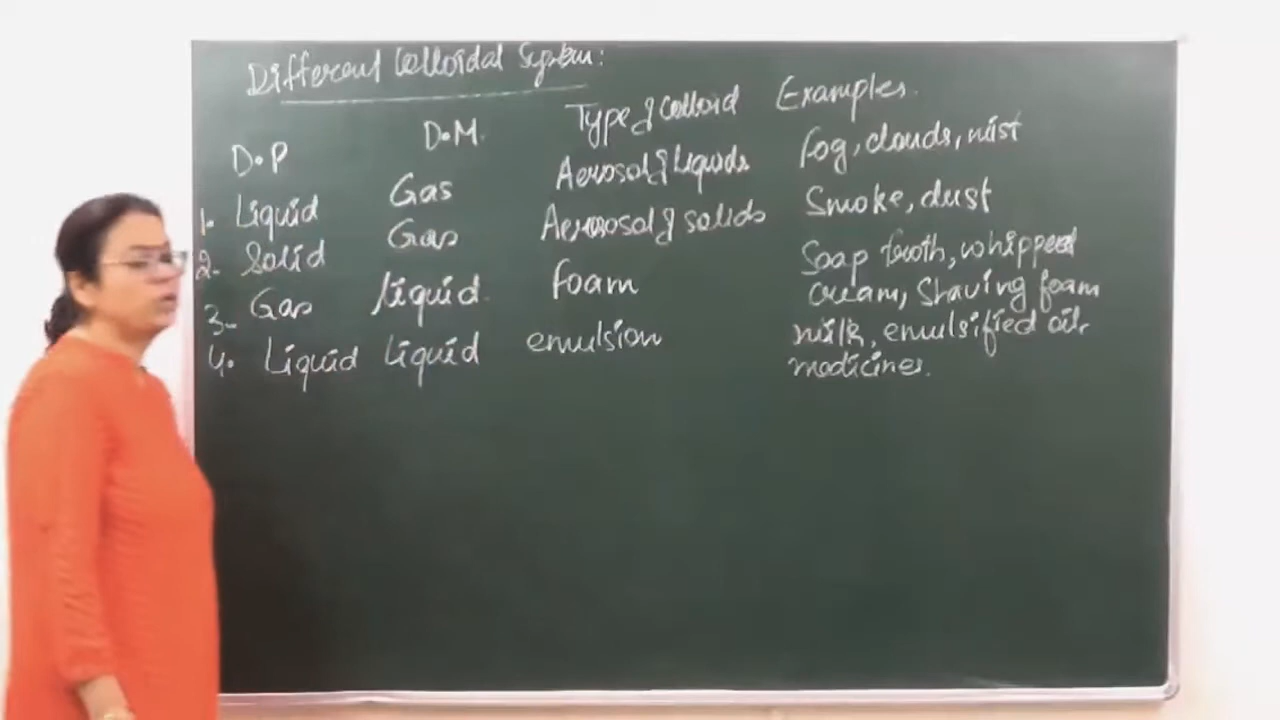 Different Colloidal System:
D.P D.M. Type of Colloid Examples.
1. Liquid Gas Aerosol of Liquids fog, clouds, mist
2. Solid Gas Aerosol of solids Smoke, dust
3. Gas liquid. foam Soap froth, whipped
cream, Shaving foam
4. Liquid Liquid emulsion milk, emulsified oil,
medicines.